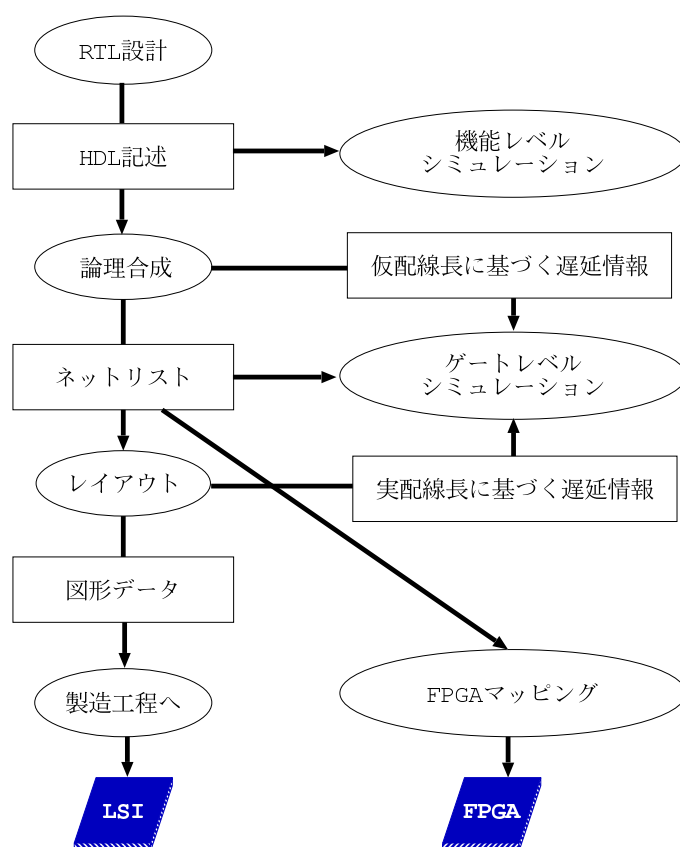 RTL設計
HDL記述
機能レベル
シミュレーション
論理合成
仮配線長に基づく遅延情報
ネットリスト
ゲートレベル
シミュレーション
レイアウト
実配線長に基づく遅延情報
図形データ
製造工程へ
FPGAマッピング
LSI
FPGA